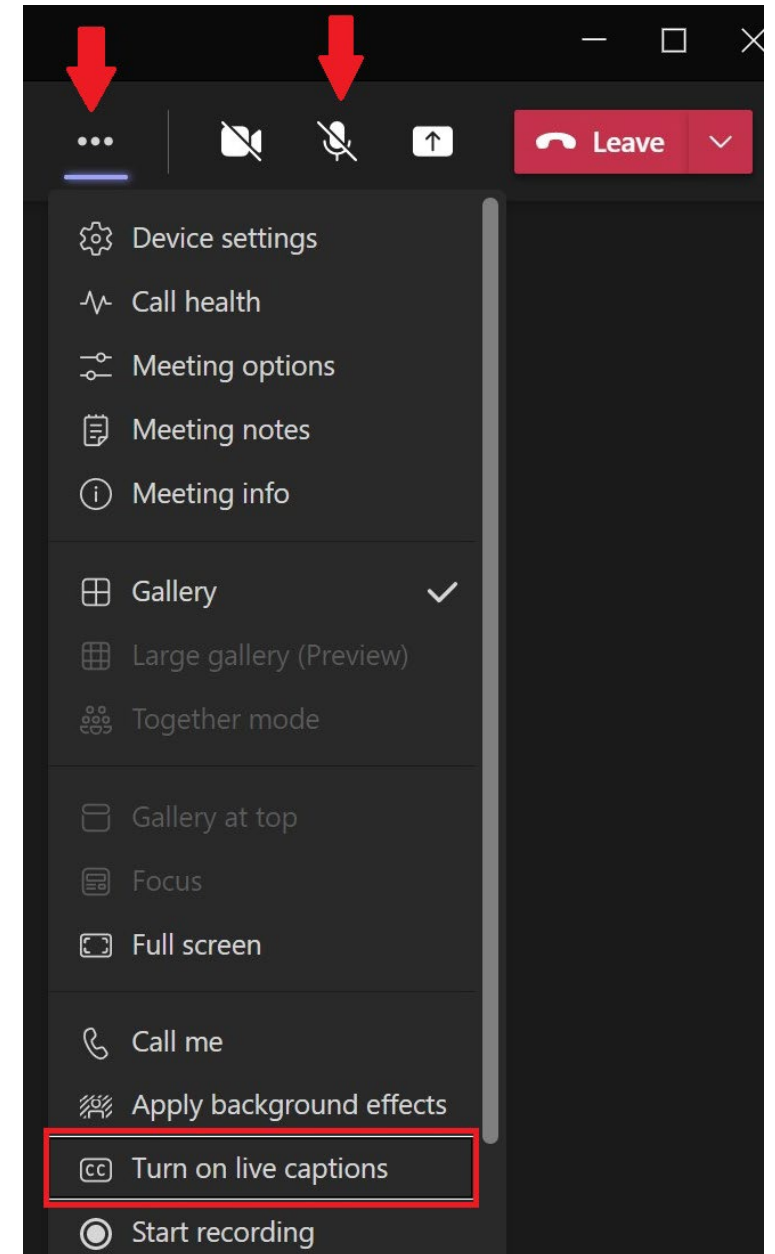 Leave
Device settings
Call health
Meeting options
Meeting notes
Meeting info
Gallery
Large gallery (Preview)
Together mode
Gallery at top
Focus
Full screen
Call me
Apply background effects
CC Turn on live captions
Start recording